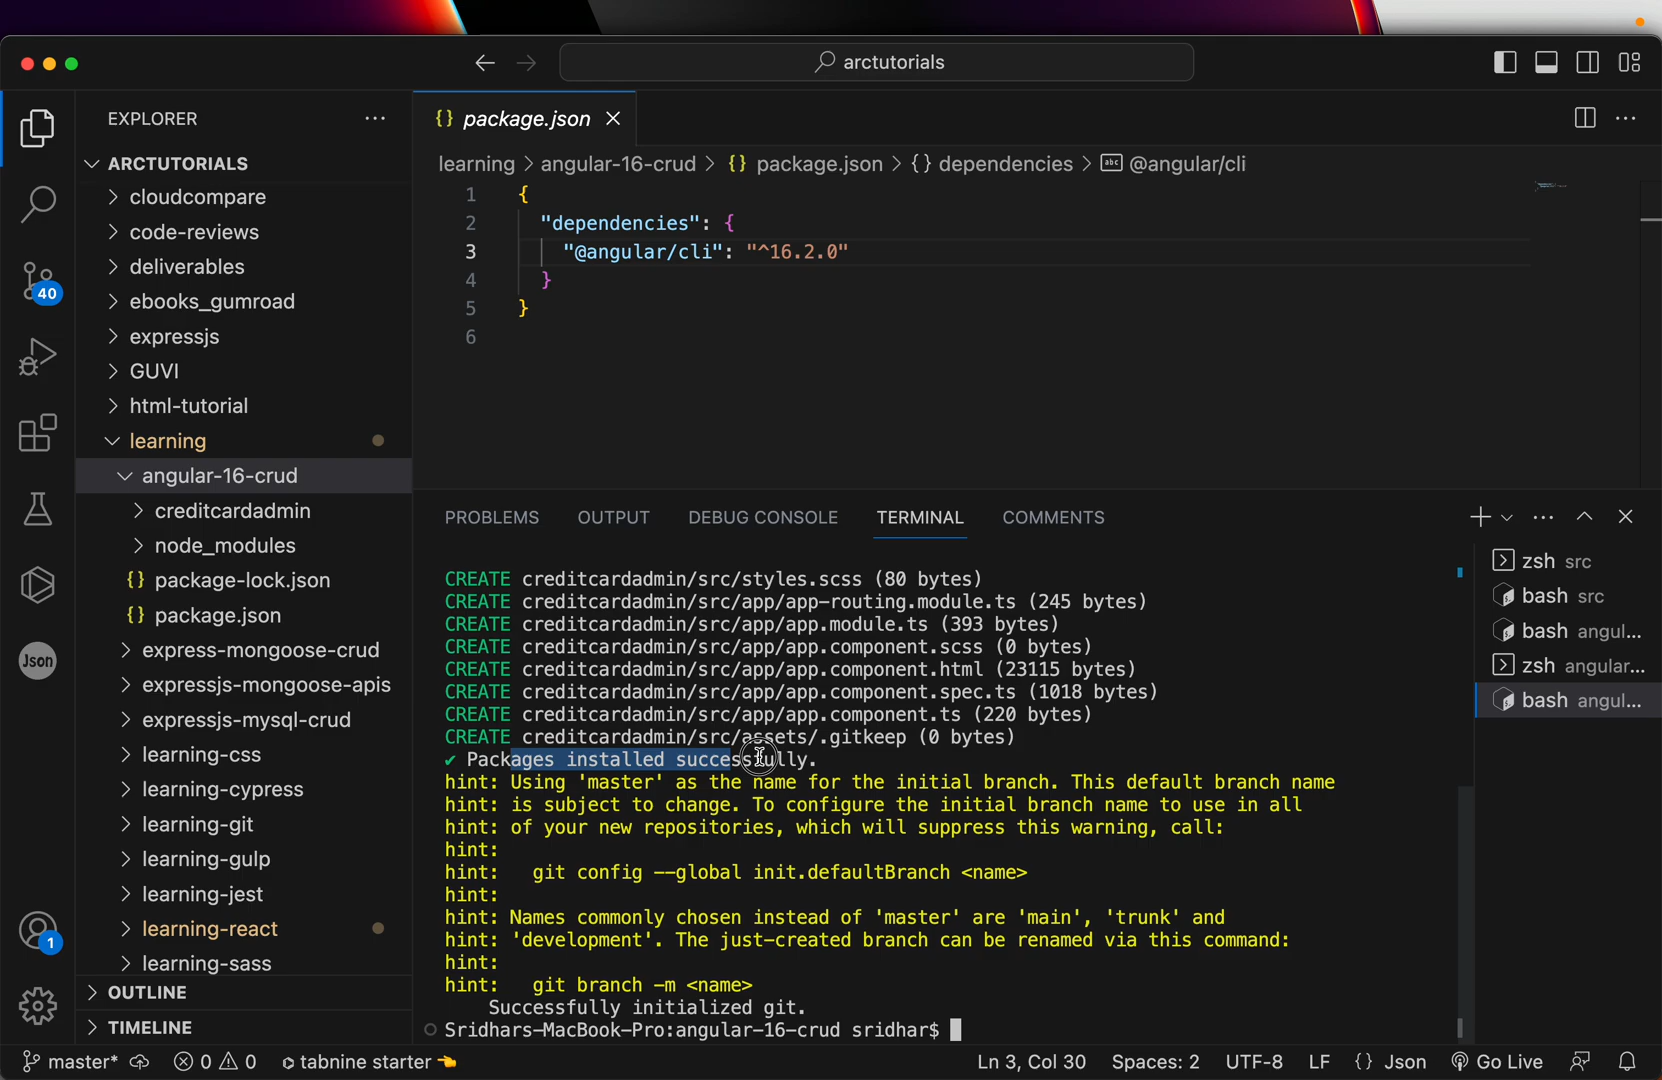 arctutorials
EXPLORER
ARCTUTORIALS
cloudcompare
code-reviews
deliverables
ebooks_gumroad
expressjs
GUVI
html-tutorial
learning
angular-16-crud
creditcardadmin
node_modules
{} package-lock.json
{} package.json
express-mongoose-crud
expressjs-mongoose-apis
expressjs-mysql-crud
learning-css
learning-cypress
learning-git
learning-gulp
learning-jest
learning-react
learning-sass
OUTLINE
TIMELINE
40
Json
1
{} package.json
learning > angular-16-crud > {} package.json > {} dependencies > abc @angular/cli
1 {
2 "dependencies": {
3 "@angular/cli": "^16.2.0"
4 }
5 }
6
PROBLEMS OUTPUT DEBUG CONSOLE TERMINAL COMMENTS
CREATE creditcardadmin/src/styles.scss (80 bytes)
CREATE creditcardadmin/src/app/app-routing.module.ts (245 bytes)
CREATE creditcardadmin/src/app/app.module.ts (393 bytes)
CREATE creditcardadmin/src/app/app.component.scss (0 bytes)
CREATE creditcardadmin/src/app/app.component.html (23115 bytes)
CREATE creditcardadmin/src/app/app.component.spec.ts (1018 bytes)
CREATE creditcardadmin/src/app/app.component.ts (220 bytes)
CREATE creditcardadmin/src/assets/.gitkeep (0 bytes)
✔ Packages installed successfully.
hint: Using 'master' as the name for the initial branch. This default branch name
hint: is subject to change. To configure the initial branch name to use in all
hint: of your new repositories, which will suppress this warning, call:
hint:
hint: git config --global init.defaultBranch <name>
hint:
hint: Names commonly chosen instead of 'master' are 'main', 'trunk' and
hint: 'development'. The just-created branch can be renamed via this command:
hint:
hint: git branch -m <name>
Successfully initialized git.
Sridhars-MacBook-Pro:angular-16-crud sridhar$
zsh src
bash src
bash angul...
zsh angular...
bash angul...
master* 0 0 tabnine starter Ln 3, Col 30 Spaces: 2 UTF-8 LF {} Json Go Live